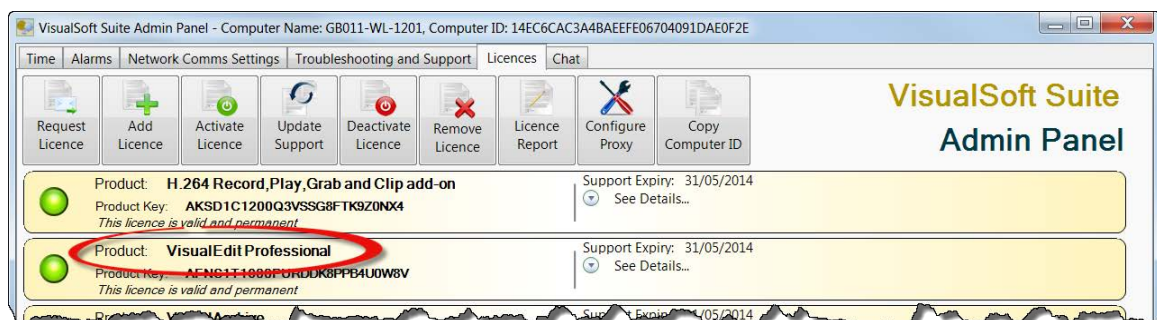 VisualSoft Suite Admin Panel - Computer Name: GB011-WL-1201, Computer ID: 14EC6CAC3A4BAEEFE06704091DAE0F2E
Time Alarms Network Comms Settings Troubleshooting and Support Licences Chat
Request Licence
Add Licence
Activate Licence
Update Support
Deactivate Licence
Remove Licence
Licence Report
Configure Proxy
Copy Computer ID
VisualSoft Suite
Admin Panel
Product: H.264 Record,Play,Grab and Clip add-on
Support Expiry: 31/05/2014
Product Key: AKSD1C1200Q3VSSG8FTK9Z0NX4
See Details...
This licence is valid and permanent
Product: VisualEdit Professional
Support Expiry: 31/05/2014
Product Key:
See Details...
This licence is valid and permanent